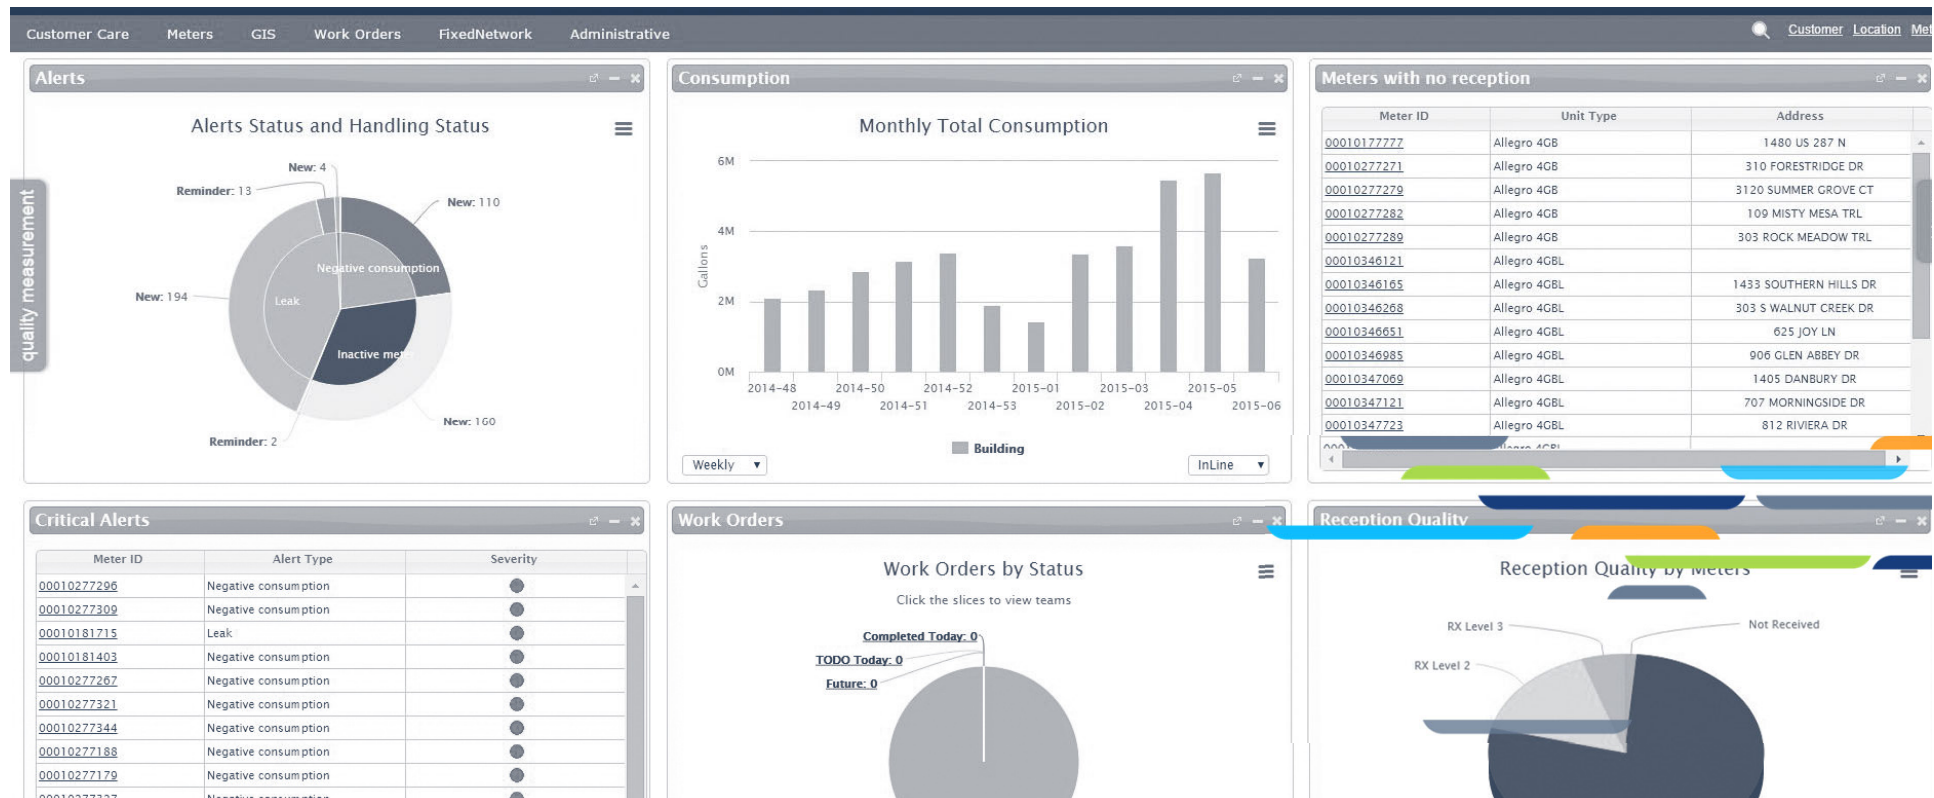 Customer Care Meters GIS Work Orders FixedNetwork Administrative
Customer Location Met
quality measurement
Alerts
Alerts Status and Handling Status
New: 4
Reminder: 13
New: 110
Negative consumption
New: 194
Leak
Inactive mete
New: 160
Reminder: 2
Consumption
Monthly Total Consumption
6M
4M
2M
0M
Gallons
2014-48 2014-50 2014-52 2015-01 2015-03 2015-05
2014-49 2014-51 2014-53 2015-02 2015-04 2015-06
Building
Weekly
InLine
Meters with no reception
Meter ID Unit Type Address
00010177777 Allegro 4GB 1480 US 287 N
00010277271 Allegro 4GB 310 FORESTRIDGE DR
00010277279 Allegro 4GB 3120 SUMMER GROVE CT
00010277282 Allegro 4GB 109 MISTY MESA TRL
00010277289 Allegro 4GB 303 ROCK MEADOW TRL
00010346121 Allegro 4GBL
00010346165 Allegro 4GBL 1433 SOUTHERN HILLS DR
00010346268 Allegro 4GBL 303 S WALNUT CREEK DR
00010346651 Allegro 4GBL 625 JOY LN
00010346985 Allegro 4GBL 906 GLEN ABBEY DR
00010347069 Allegro 4GBL 1405 DANBURY DR
00010347121 Allegro 4GBL 707 MORNINGSIDE DR
00010347723 Allegro 4GBL 812 RIVIERA DR
Critical Alerts
Meter ID Alert Type Severity
00010277296 Negative consumption
00010277309 Negative consumption
00010181715 Leak
00010181403 Negative consumption
00010277267 Negative consumption
00010277321 Negative consumption
00010277344 Negative consumption
00010277188 Negative consumption
00010277179 Negative consumption
Work Orders
Work Orders by Status
Click the slices to view teams
Completed Today: 0
TODO Today: 0
Future: 0
Reception Quality
Reception Quality by Meters
RX Level 3
Not Received
RX Level 2